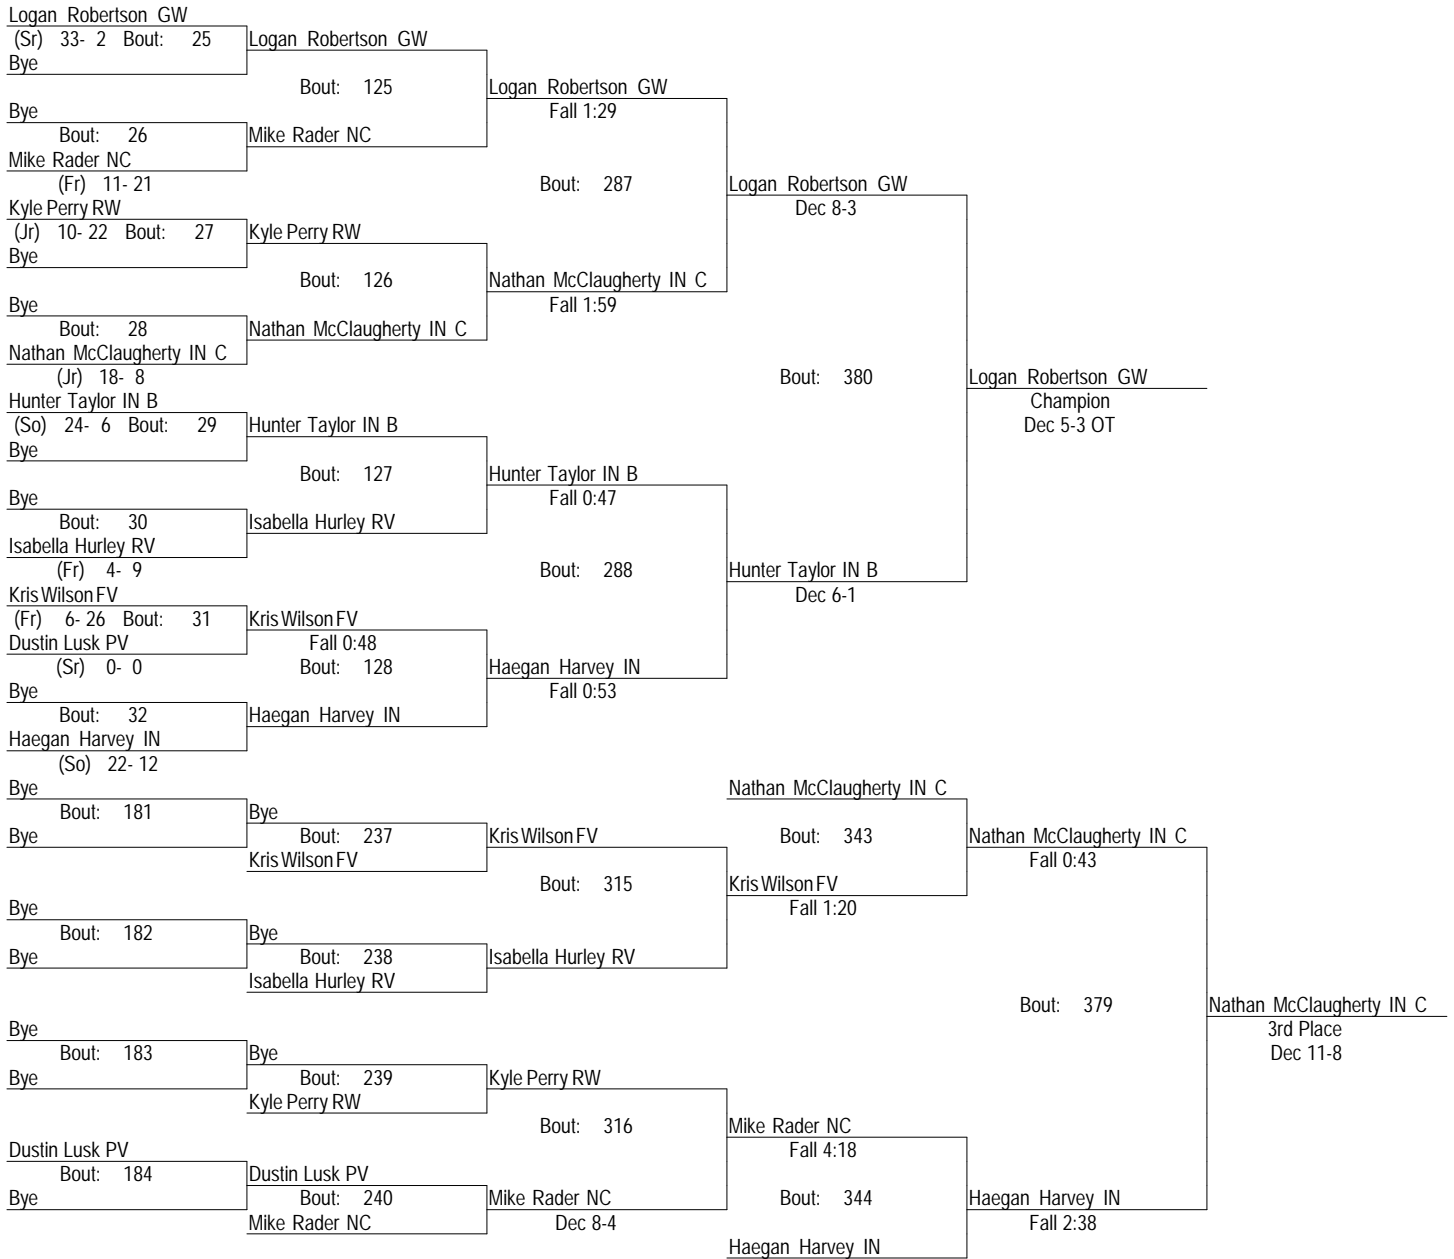 Logan Robertson GW
(Sr) 33- 2 Bout: 25 Logan Robertson GW
Bye
Bout: 125 Logan Robertson GW
Bye Fall 1:29
Bout: 26 Mike Rader NC
Mike Rader NC
(Fr) 11- 21 Bout: 287 Logan Robertson GW
Kyle Perry RW Dec 8-3
(Jr) 10- 22 Bout: 27 Kyle Perry RW
Bye
Bout: 126 Nathan McClaugherty IN C
Bye Fall 1:59
Bout: 28 Nathan McClaugherty IN C
Nathan McClaugherty IN C
(Jr) 18- 8 Bout: 380 Logan Robertson GW
Hunter Taylor IN B Champion
(So) 24- 6 Bout: 29 Hunter Taylor IN B Dec 5-3 OT
Bye
Bout: 127 Hunter Taylor IN B
Bye Fall 0:47
Bout: 30 Isabella Hurley RV
Isabella Hurley RV
(Fr) 4- 9 Bout: 288 Hunter Taylor IN B
Kris Wilson FV Dec 6-1
(Fr) 6- 26 Bout: 31 Kris Wilson FV
Dustin Lusk PV Fall 0:48
(Sr) 0- 0 Bout: 128 Haegan Harvey IN
Bye Fall 0:53
Bout: 32 Haegan Harvey IN
Haegan Harvey IN
(So) 22- 12
Bye Nathan McClaugherty IN C
Bout: 181 Bye
Bye Bout: 237 Kris Wilson FV Bout: 343 Nathan McClaugherty IN C
Kris Wilson FV Fall 0:43
Bout: 315 Kris Wilson FV
Bye Fall 1:20
Bout: 182 Bye
Bye Bout: 238 Isabella Hurley RV
Isabella Hurley RV
Bout: 379 Nathan McClaugherty IN C
Bye 3rd Place
Bout: 183 Bye Dec 11-8
Bye Bout: 239 Kyle Perry RW
Kyle Perry RW
Bout: 316 Mike Rader NC
Dustin Lusk PV Fall 4:18
Bout: 184 Dustin Lusk PV
Bye Bout: 240 Mike Rader NC Bout: 344 Haegan Harvey IN
Mike Rader NC Dec 8-4 Fall 2:38
Haegan Harvey IN